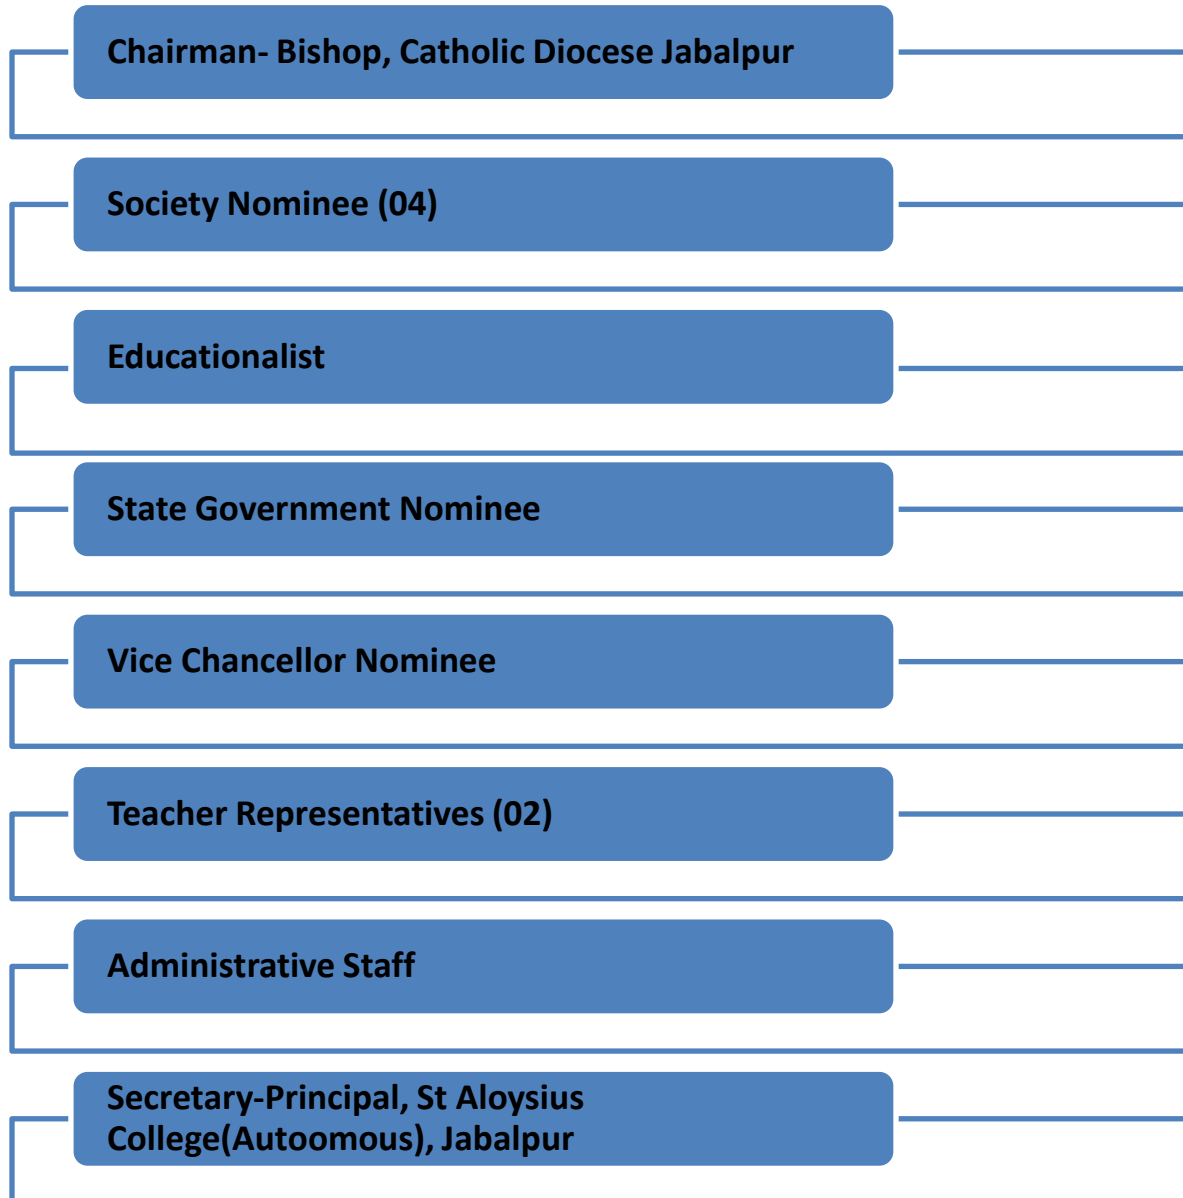 Chairman- Bishop, Catholic Diocese Jabalpur
Society Nominee (04)
Educationalist
State Government Nominee
Vice Chancellor Nominee
Teacher Representatives (02)
Administrative Staff
Secretary-Principal, St Aloysius
College(Autoomous), Jabalpur